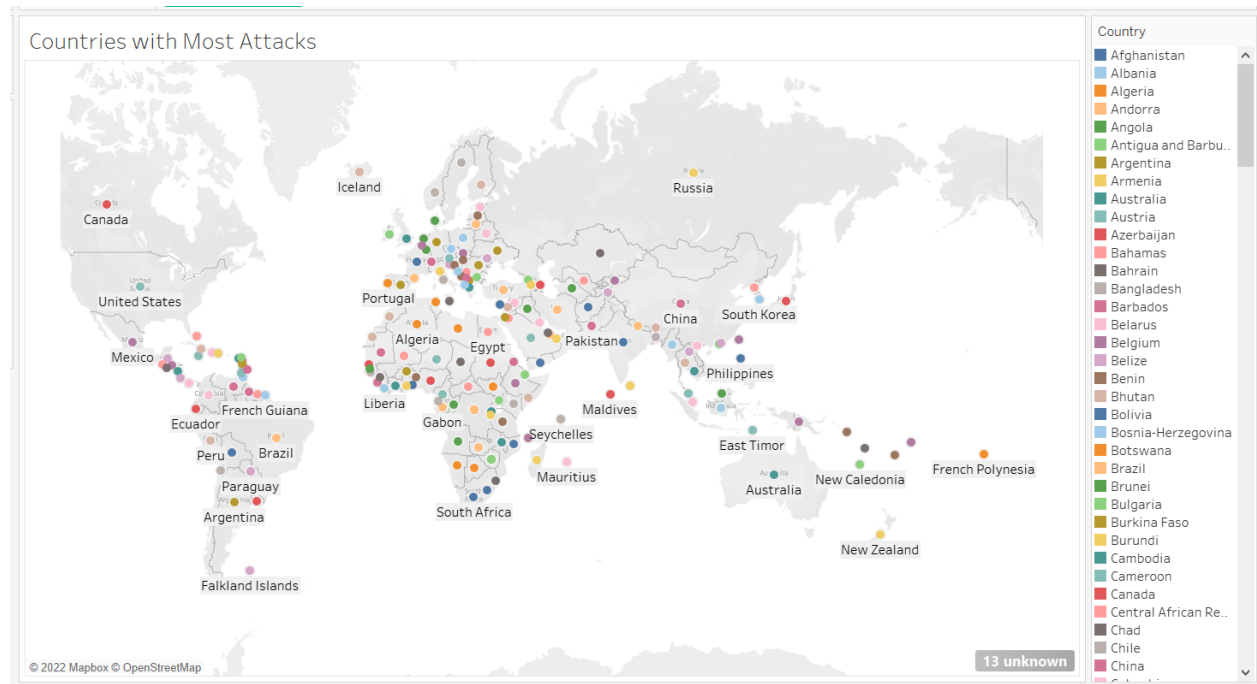 Countries with Most Attacks
Iceland
Russia
Canada
United States
Portugal
South Korea
China
Algeria
Egypt
Pakistan
Mexico
Philippines
Liberia
French Guiana
Maldives
Ecuador
Gabon
Seychelles
East Timor
Peru
Brazil
French Polynesia
Mauritius
New Caledonia
Paraguay
Australia
South Africa
Argentina
New Zealand
Falkland Islands
© 2022 Mapbox © OpenStreetMap
13 unknown
Country
Afghanistan
Albania
Algeria
Andorra
Angola
Antigua and Barbu..
Argentina
Armenia
Australia
Austria
Azerbaijan
Bahamas
Bahrain
Bangladesh
Barbados
Belarus
Belgium
Belize
Benin
Bhutan
Bolivia
Bosnia-Herzegovina
Botswana
Brazil
Brunei
Bulgaria
Burkina Faso
Burundi
Cambodia
Cameroon
Canada
Central African Re..
Chad
Chile
China